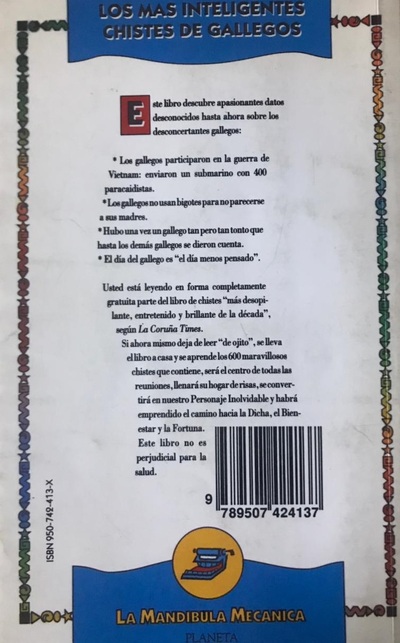 LOS MAS INTELIGENTES
CHISTES DE GALLEGOS
Este libro descubre apasionantes datos
desconocidos hasta ahora sobre los
desconcertantes gallegos:
* Los gallegos participaron en la guerra de
Vietnam: enviaron un submarino con 400
paracaidistas.
*Los gallegos no usan bigotes para no parecerse
a sus madres.
*Hubo una vez un gallego tan pero tan tonto que
hasta los demás gallegos se dieron cuenta.
* El día del gallego es "el día menos pensado".
Usted está leyendo en forma completamente
gratuita parte del libro de chistes "más desopi-
lante, entretenido y brillante de la década",
según La Coruña Times.
Si ahora mismo deja de leer "de ojito", se lleva
el libro a casa y se aprende los 600 maravillosos
chistes que contiene, será el centro de todas las
reuniones, llenará su hogar de risas, se conver-
tirá en nuestro Personaje Inolvidable y habrá
emprendido el camino hacia la Dicha, el Bien-
estar y la Fortuna.
Este libro no es
perjudicial para la
salud.
ISBN 950-742-413-X
9 789507 424137
LA MANDIBULA MECANICA
PLANETA